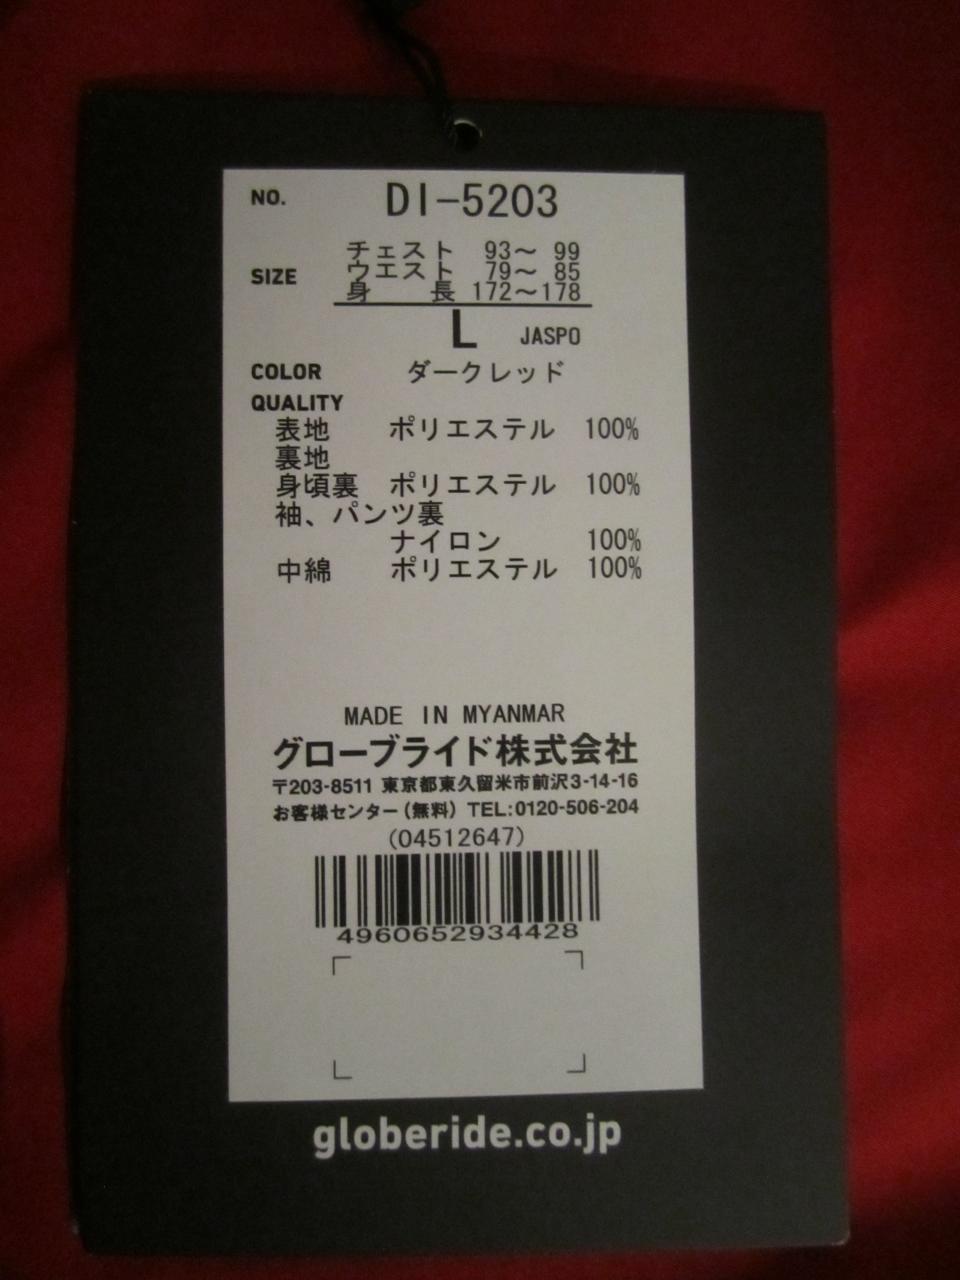 NO. DI-5203
チェスト 93～ 99
ウエスト 79～ 85
SIZE
身 長 172～178
L JASPO
COLOR ダークレッド
QUALITY
表地 ポリエステル 100%
裏地
身頃裏 ポリエステル 100%
袖、パンツ裏
ナイロン 100%
中綿 ポリエステル 100%
MADE IN MYANMAR
グローブライド株式会社
〒203-8511 東京都東久留米市前沢3-14-16
お客様センター(無料) TEL:0120-506-204
(04512647)
4960652934428
globeride.co.jp